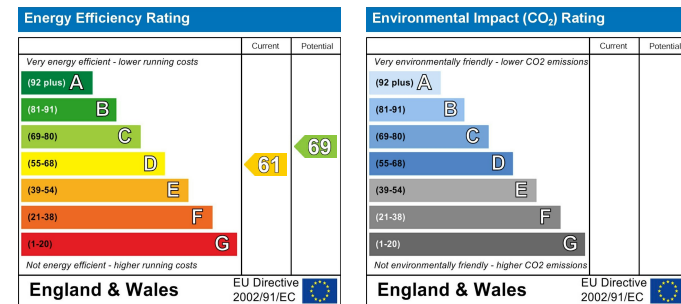 Energy Efficiency Rating
Current Potential
Very energy efficient - lower running costs
(92 plus) A
(81-91) B
(69-80) C
(55-68) D
(39-54) E
(21-38) F
(1-20) G
61
69
Not energy efficient - higher running costs
England & Wales
EU Directive
2002/91/EC
Environmental Impact (CO₂) Rating
Current Potential
Very environmentally friendly - lower CO2 emissions
(92 plus) A
(81-91) B
(69-80) C
(55-68) D
(39-54) E
(21-38) F
(1-20) G
Not environmentally friendly - higher CO2 emissions
England & Wales
EU Directive
2002/91/EC